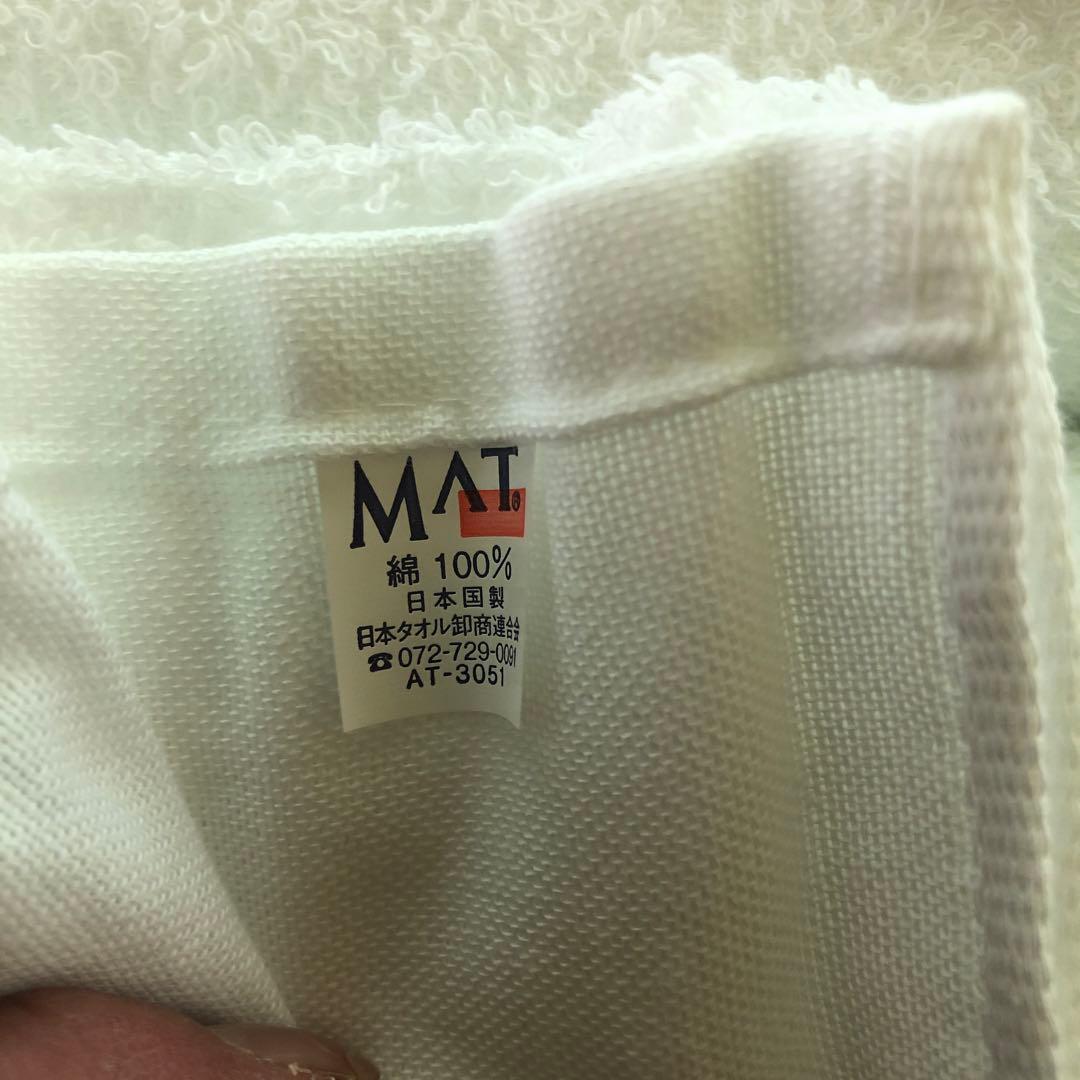 MAT®
綿 100%
日本国製
日本タオル卸商連合会
☎072-729-0091
AT-3051